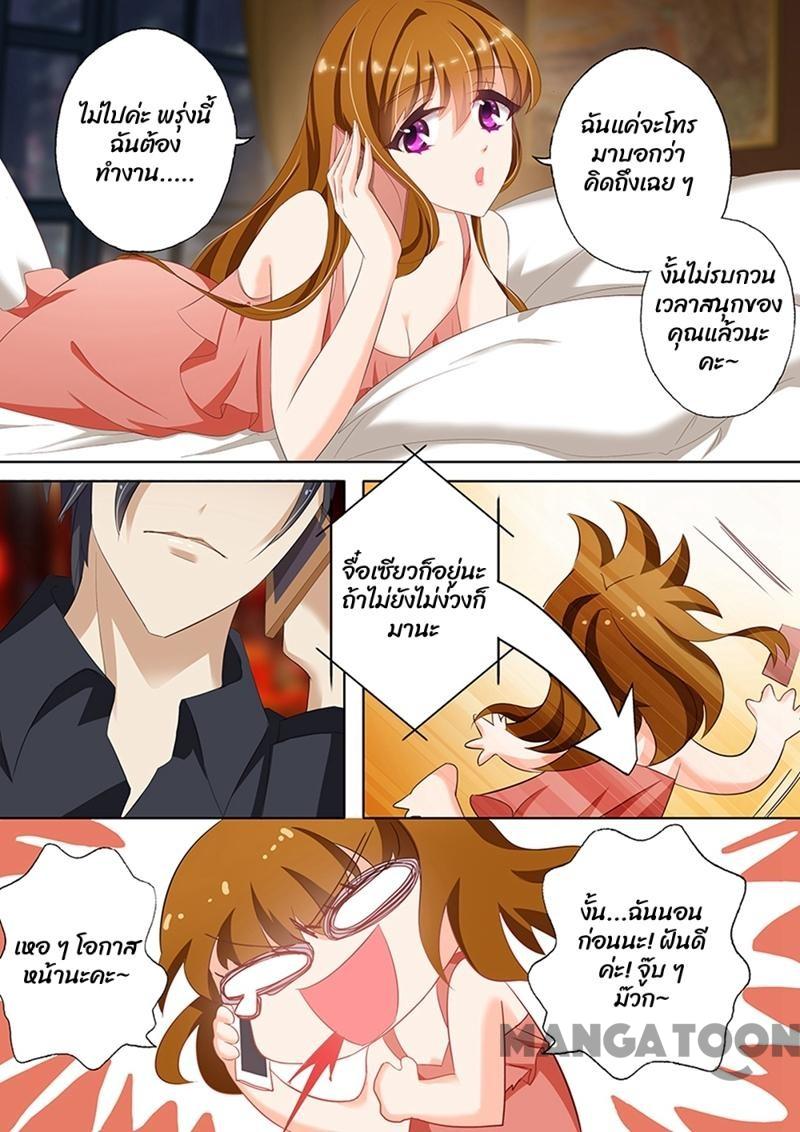 ไม่ไปค่ะ พรุ่งนี้
ฉันต้อง
ทำงาน.....
ฉันแค่จะโทร
มาบอกว่า
คิดถึงเฉย ๆ
งั้นไม่รบกวน
เวลาสนุกของ
คุณแล้วนะ
คะ~
จื่อเซียวก็อยู่นะ
ถ้าไม่ยังไม่ง่วงก็
มานะ
เหอ ๆ โอกาส
หน้านะคะ~
งั้น...ฉันนอน
ก่อนนะ! ฝันดี
ค่ะ! จู๊บ ๆ
ม๊วก~
MANGATOON